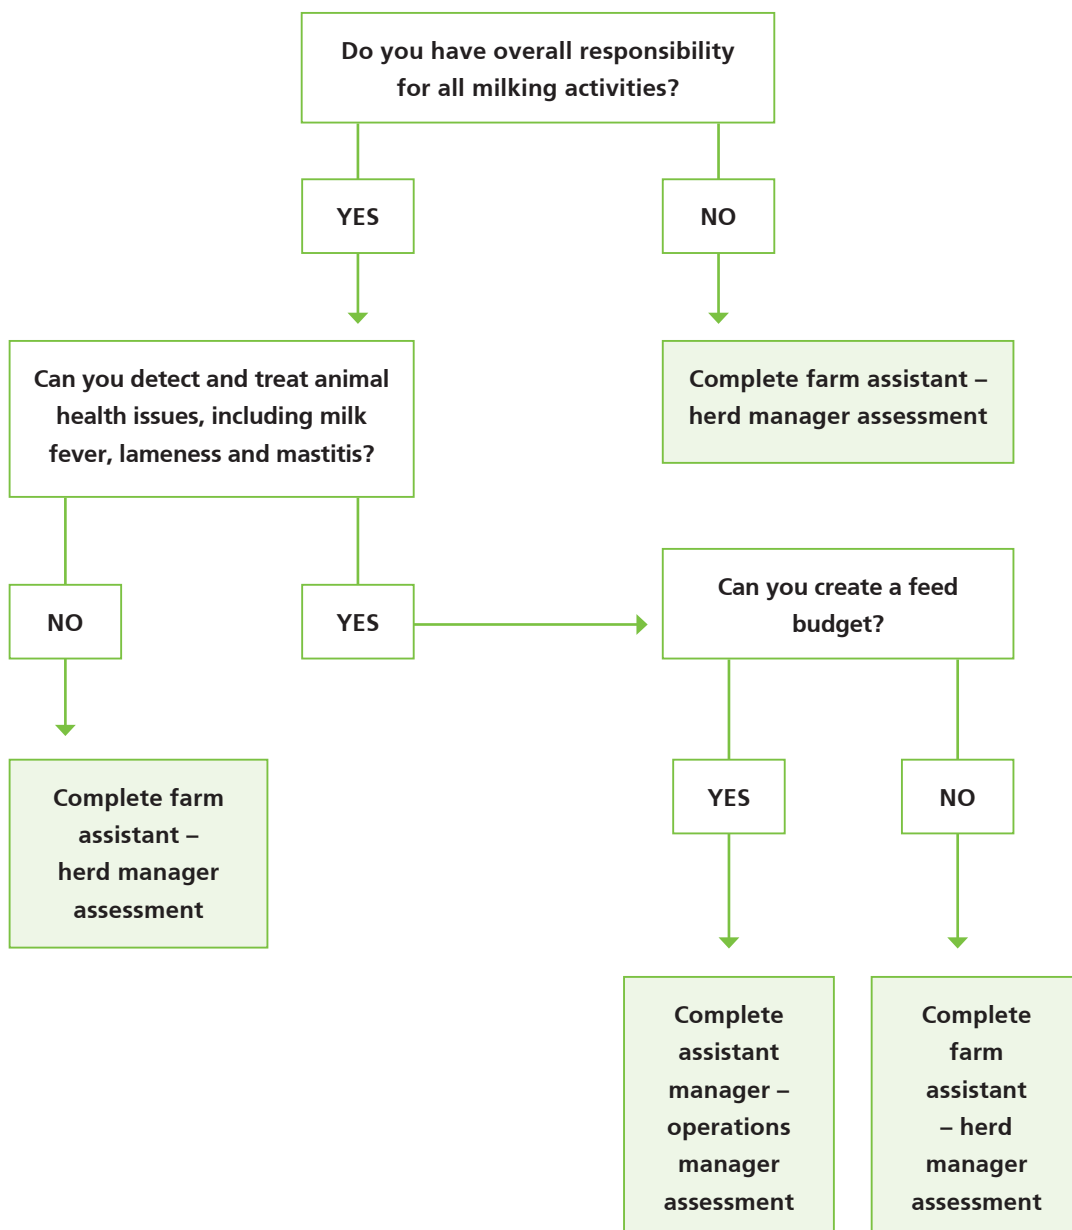 Do you have overall responsibility
for all milking activities?
YES
NO
Can you detect and treat animal
health issues, including milk
fever, lameness and mastitis?
Complete farm assistant –
herd manager assessment
NO
YES
Can you create a feed
budget?
Complete farm
assistant –
herd manager
assessment
YES
NO
Complete
assistant
manager –
operations
manager
assessment
Complete
farm
assistant
– herd
manager
assessment